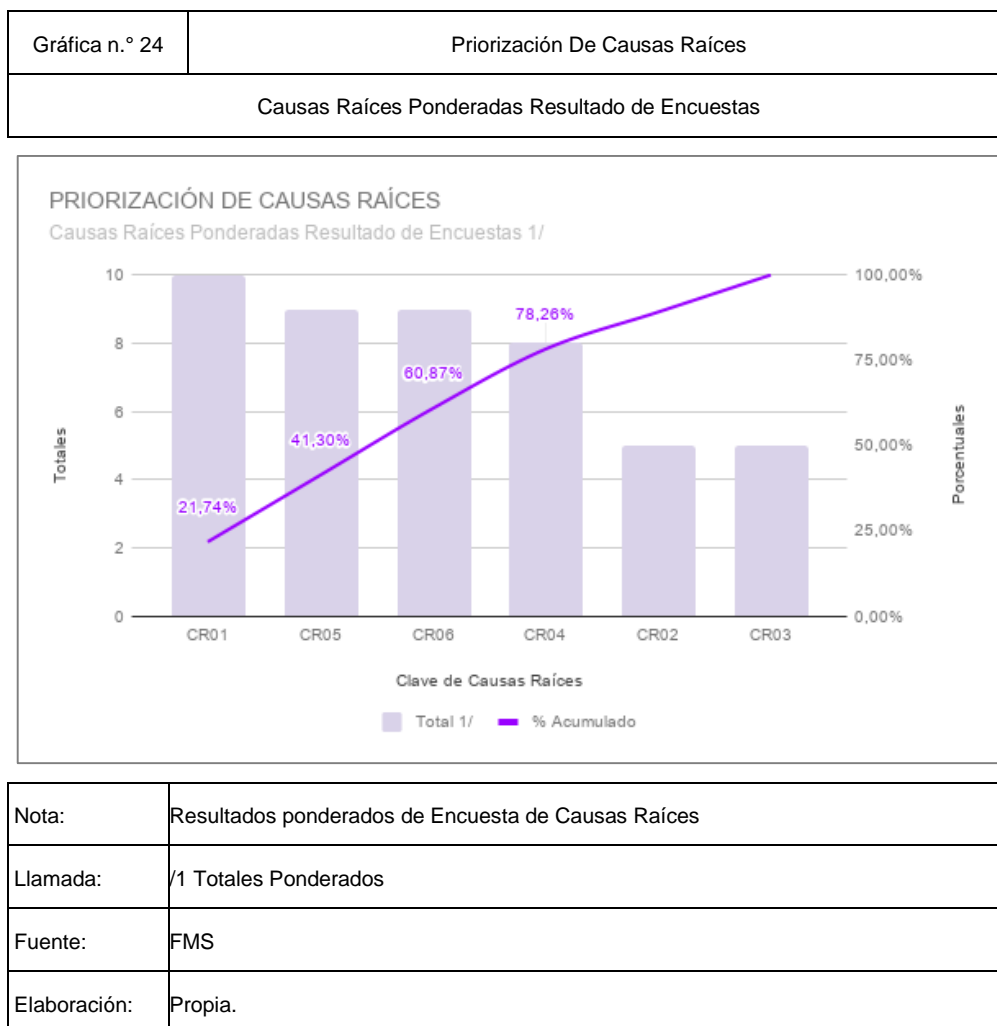 Gráfica n.° 24
Priorización De Causas Raíces
Causas Raíces Ponderadas Resultado de Encuestas
PRIORIZACIÓN DE CAUSAS RAÍCES
Causas Raíces Ponderadas Resultado de Encuestas 1/
10
8
6
4
2
0
Totales
100,00%
75,00%
50,00%
25,00%
0,00%
Porcentuales
21,74%
41,30%
60,87%
78,26%
CR01 CR05 CR06 CR04 CR02 CR03
Clave de Causas Raíces
Total 1/ % Acumulado
Nota: Resultados ponderados de Encuesta de Causas Raíces
Llamada: /1 Totales Ponderados
Fuente: FMS
Elaboración: Propia.